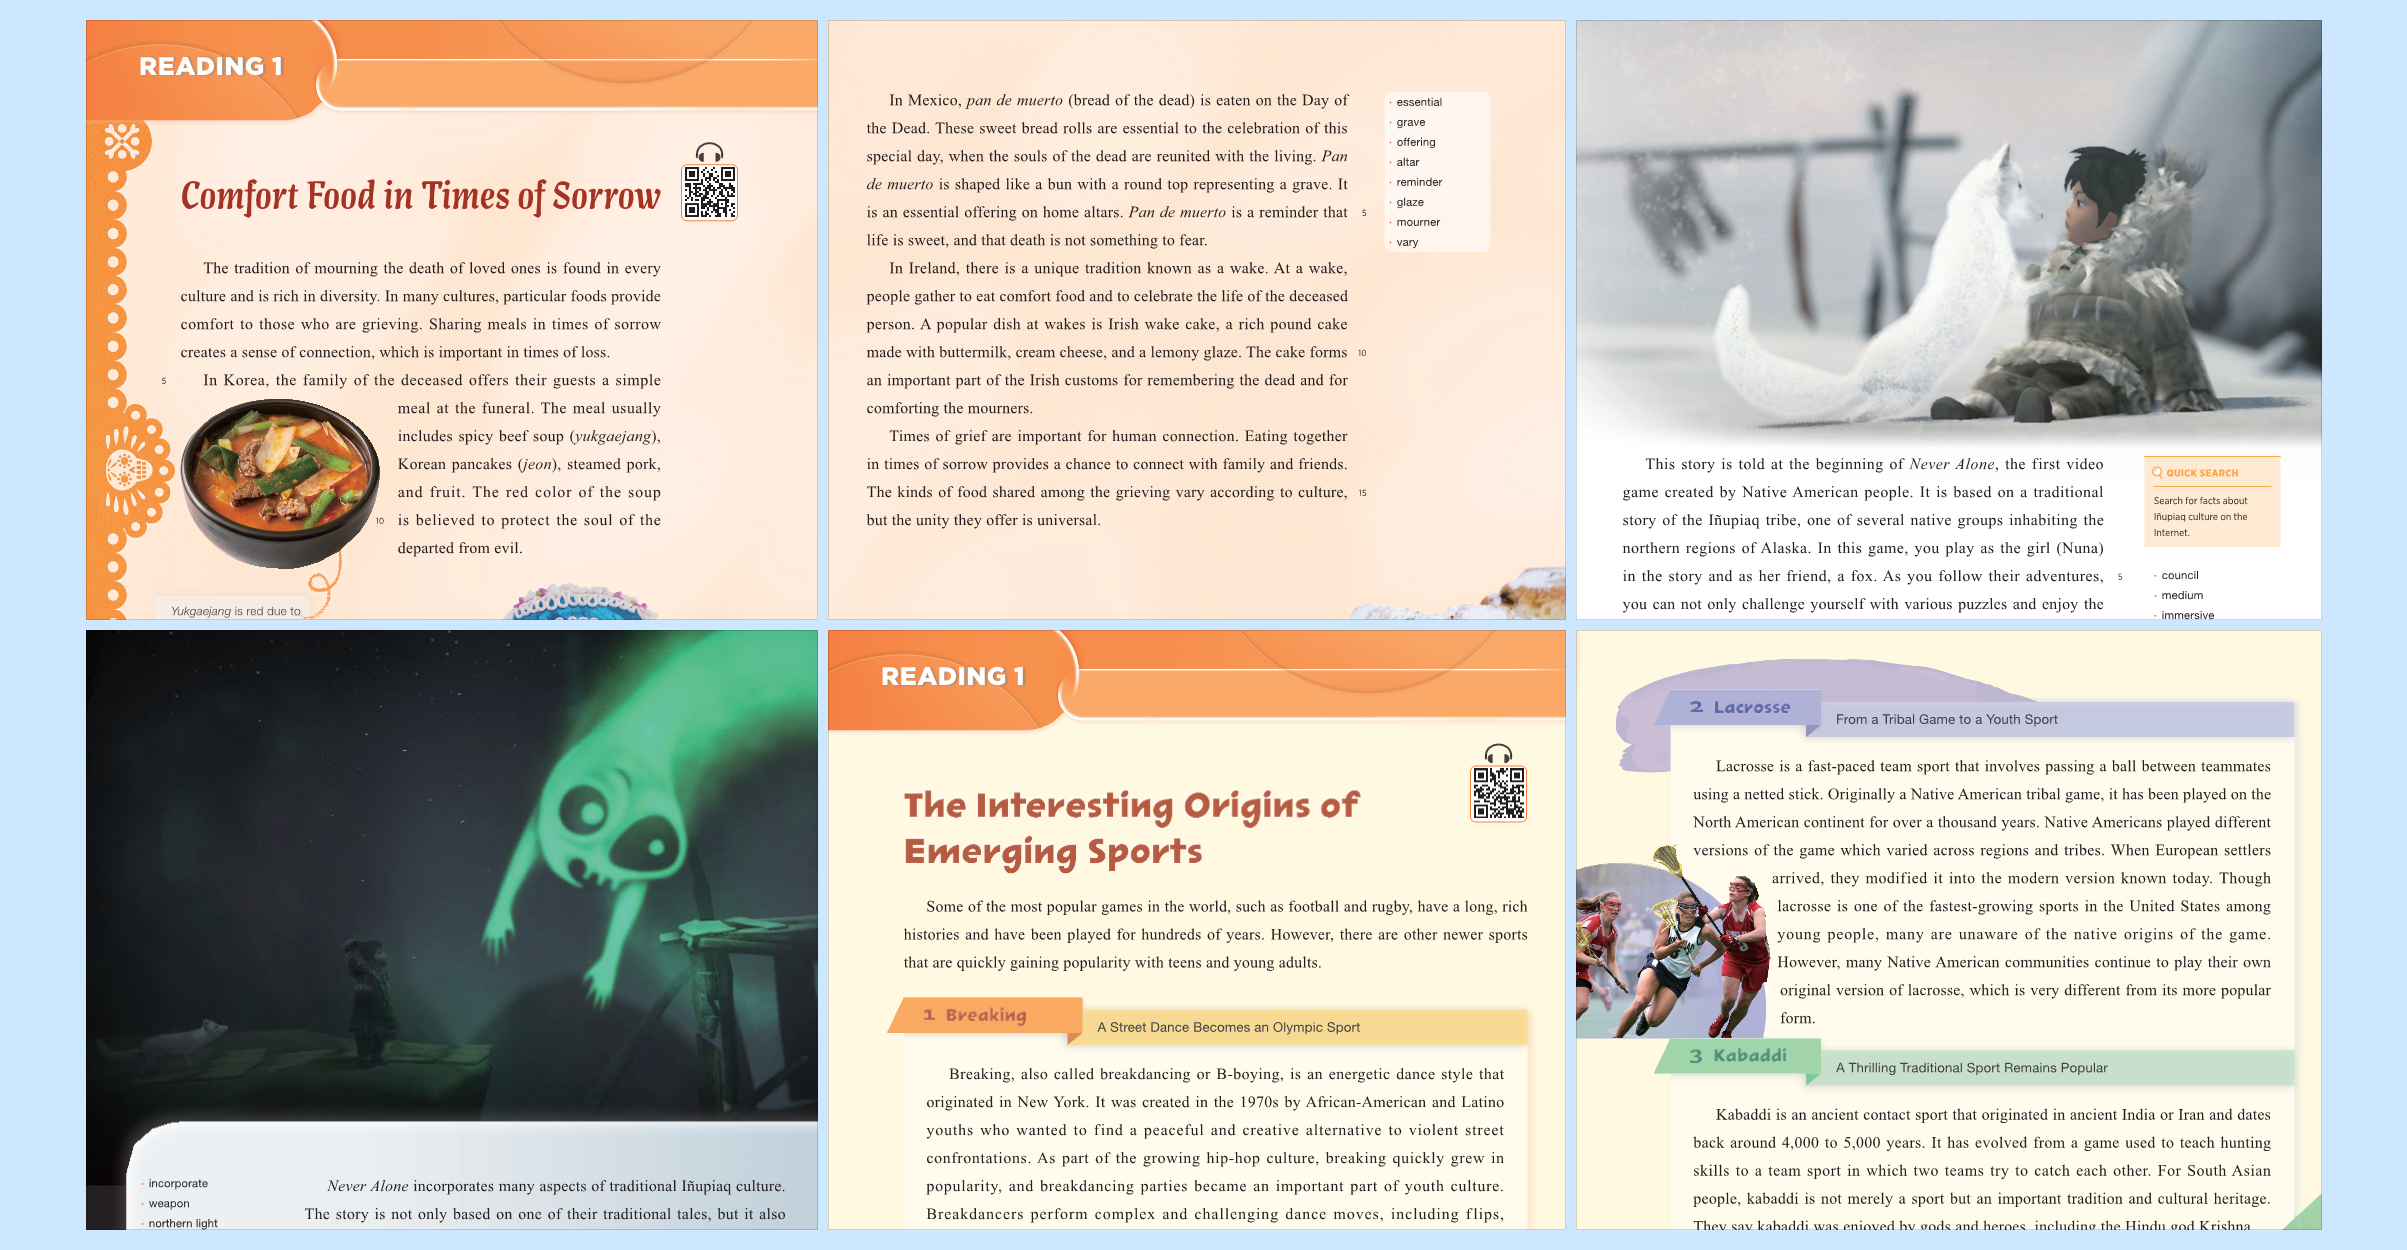 READING 1
Comfort Food in Times of Sorrow
The tradition of mourning the death of loved ones is found in every
culture and is rich in diversity. In many cultures, particular foods provide
comfort to those who are grieving. Sharing meals in times of sorrow
creates a sense of connection, which is important in times of loss.
5 In Korea, the family of the deceased offers their guests a simple
meal at the funeral. The meal usually
includes spicy beef soup (yukgaejang),
Korean pancakes (jeon), steamed pork,
and fruit. The red color of the soup
10 is believed to protect the soul of the
departed from evil.
Yukgaejang is red due to
In Mexico, pan de muerto (bread of the dead) is eaten on the Day of
the Dead. These sweet bread rolls are essential to the celebration of this
special day, when the souls of the dead are reunited with the living. Pan
de muerto is shaped like a bun with a round top representing a grave. It
is an essential offering on home altars. Pan de muerto is a reminder that 5
life is sweet, and that death is not something to fear.
In Ireland, there is a unique tradition known as a wake. At a wake,
people gather to eat comfort food and to celebrate the life of the deceased
person. A popular dish at wakes is Irish wake cake, a rich pound cake
made with buttermilk, cream cheese, and a lemony glaze. The cake forms 10
an important part of the Irish customs for remembering the dead and for
comforting the mourners.
Times of grief are important for human connection. Eating together
in times of sorrow provides a chance to connect with family and friends.
The kinds of food shared among the grieving vary according to culture, 15
but the unity they offer is universal.
· essential
· grave
· offering
· altar
· reminder
· glaze
· mourner
· vary
This story is told at the beginning of Never Alone, the first video
game created by Native American people. It is based on a traditional
story of the Iñupiaq tribe, one of several native groups inhabiting the
northern regions of Alaska. In this game, you play as the girl (Nuna)
in the story and as her friend, a fox. As you follow their adventures, 5
you can not only challenge yourself with various puzzles and enjoy the
QUICK SEARCH
Search for facts about
Iñupiaq culture on the
Internet.
· council
· medium
· immersive
· incorporate
· weapon
· northern light
Never Alone incorporates many aspects of traditional Iñupiaq culture.
The story is not only based on one of their traditional tales, but it also
READING 1
The Interesting Origins of
Emerging Sports
Some of the most popular games in the world, such as football and rugby, have a long, rich
histories and have been played for hundreds of years. However, there are other newer sports
that are quickly gaining popularity with teens and young adults.
1 Breaking
A Street Dance Becomes an Olympic Sport
Breaking, also called breakdancing or B-boying, is an energetic dance style that
originated in New York. It was created in the 1970s by African-American and Latino
youths who wanted to find a peaceful and creative alternative to violent street
confrontations. As part of the growing hip-hop culture, breaking quickly grew in
popularity, and breakdancing parties became an important part of youth culture.
Breakdancers perform complex and challenging dance moves, including flips,
2 Lacrosse
From a Tribal Game to a Youth Sport
Lacrosse is a fast-paced team sport that involves passing a ball between teammates
using a netted stick. Originally a Native American tribal game, it has been played on the
North American continent for over a thousand years. Native Americans played different
versions of the game which varied across regions and tribes. When European settlers
arrived, they modified it into the modern version known today. Though
lacrosse is one of the fastest-growing sports in the United States among
young people, many are unaware of the native origins of the game.
However, many Native American communities continue to play their own
original version of lacrosse, which is very different from its more popular
form.
3 Kabaddi
A Thrilling Traditional Sport Remains Popular
Kabaddi is an ancient contact sport that originated in ancient India or Iran and dates
back around 4,000 to 5,000 years. It has evolved from a game used to teach hunting
skills to a team sport in which two teams try to catch each other. For South Asian
people, kabaddi is not merely a sport but an important tradition and cultural heritage.
They say kabaddi was enjoyed by gods and heroes, including the Hindu god Krishna